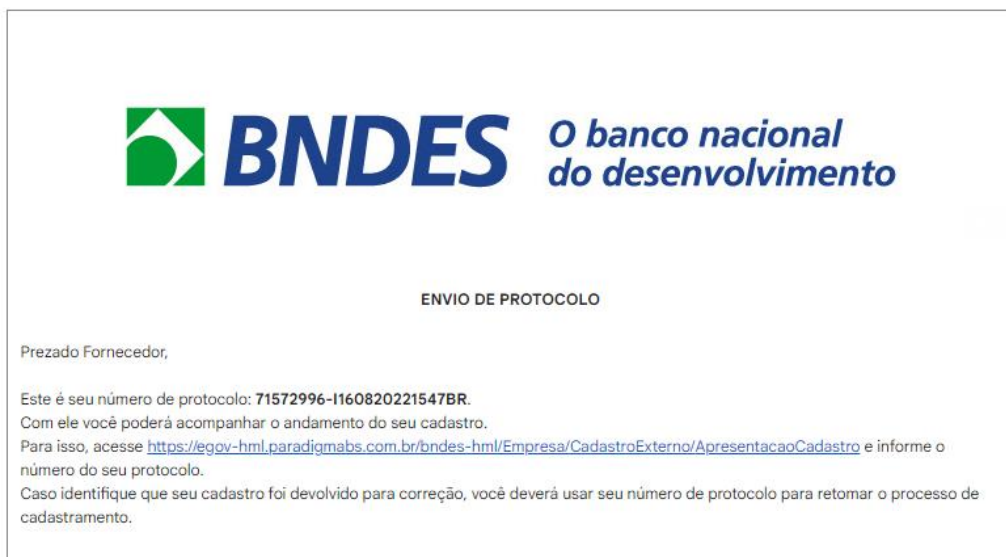 BNDES
O banco nacional
do desenvolvimento
ENVIO DE PROTOCOLO
Prezado Fornecedor,
Este é seu número de protocolo: 71572996-I160820221547BR.
Com ele você poderá acompanhar o andamento do seu cadastro.
Para isso, acesse https://egov-hml.paradigmabs.com.br/bndes-hml/Empresa/CadastroExterno/ApresentacaoCadastro e informe o
número do seu protocolo.
Caso identifique que seu cadastro foi devolvido para correção, você deverá usar seu número de protocolo para retomar o processo de
cadastramento.